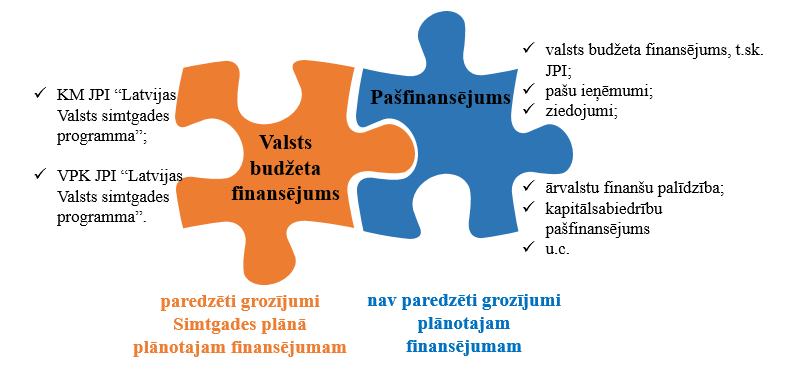 ✓ KM JPI “Latvijas
Valsts simtgades
programma”;
✓ VPK JPI “Latvijas
Valsts simtgades
programma”.
Valsts
budžeta
finansējums
Pašfinansējums
✓ valsts budžeta finansējums, t.sk.
JPI;
✓ pašu ieņēmumi;
✓ ziedojumi;
✓ ārvalstu finanšu palīdzība;
✓ kapitālsabiedrību
pašfinansējums
✓ u.c.
paredzēti grozījumi
Simtgades plānā
plānotajam finansējumam
nav paredzēti grozījumi
plānotajam
finansējumam